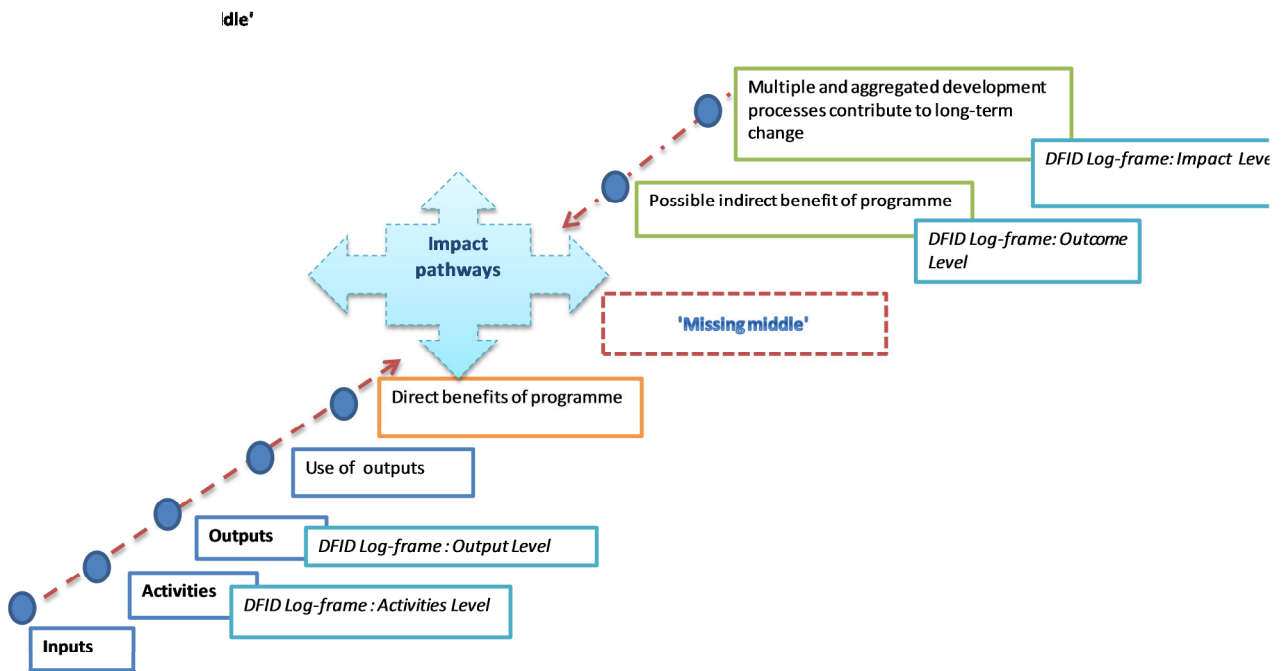 dle'
Multiple and aggregated development
processes contribute to long-term
change
DFID Log-frame: Impact Leve
Possible indirect benefit of programme
DFID Log-frame: Outcome
Level
Impact
pathways
'Missing middle'
Direct benefits of programme
Use of outputs
Outputs
DFID Log-frame : Output Level
Activities
DFID Log-frame : Activities Level
Inputs